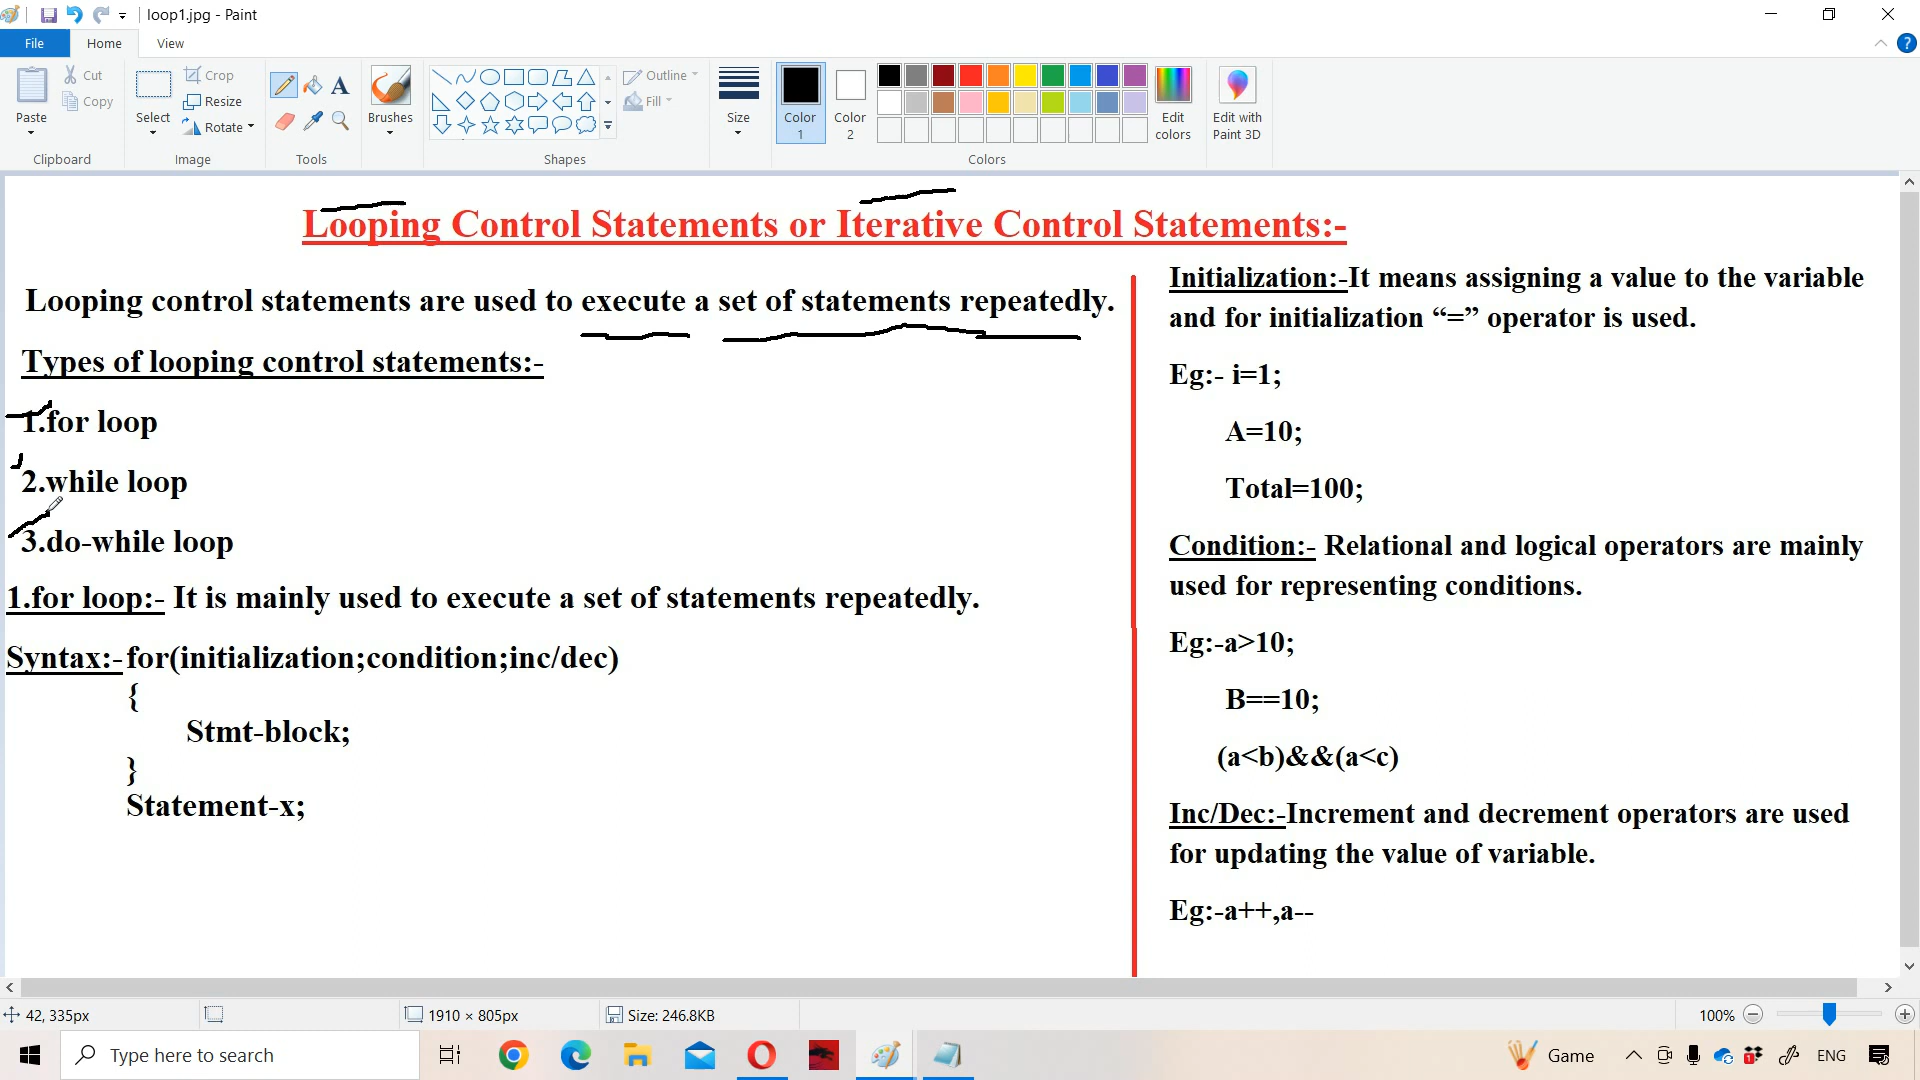 loop1.jpg - Paint
File
Home
View
Paste
Cut
Copy
Clipboard
Select
Crop
Resize
Rotate
Image
Tools
Brushes
Shapes
Outline
Fill
Size
Color 1
Color 2
Edit colors
Edit with Paint 3D
Colors
Looping Control Statements or Iterative Control Statements:-
Looping control statements are used to execute a set of statements repeatedly.
Types of looping control statements:-
1.for loop
2.while loop
3.do-while loop
1.for loop:- It is mainly used to execute a set of statements repeatedly.
Syntax:-for(initialization;condition;inc/dec)
{
Stmt-block;
}
Statement-x;
Initialization:-It means assigning a value to the variable
and for initialization “=” operator is used.
Eg:- i=1;
A=10;
Total=100;
Condition:- Relational and logical operators are mainly
used for representing conditions.
Eg:-a>10;
B==10;
(a<b)&&(a<c)
Inc/Dec:-Increment and decrement operators are used
for updating the value of variable.
Eg:-a++,a--
42, 335px
1910 × 805px
Size: 246.8KB
100%
Type here to search
Game
ENG